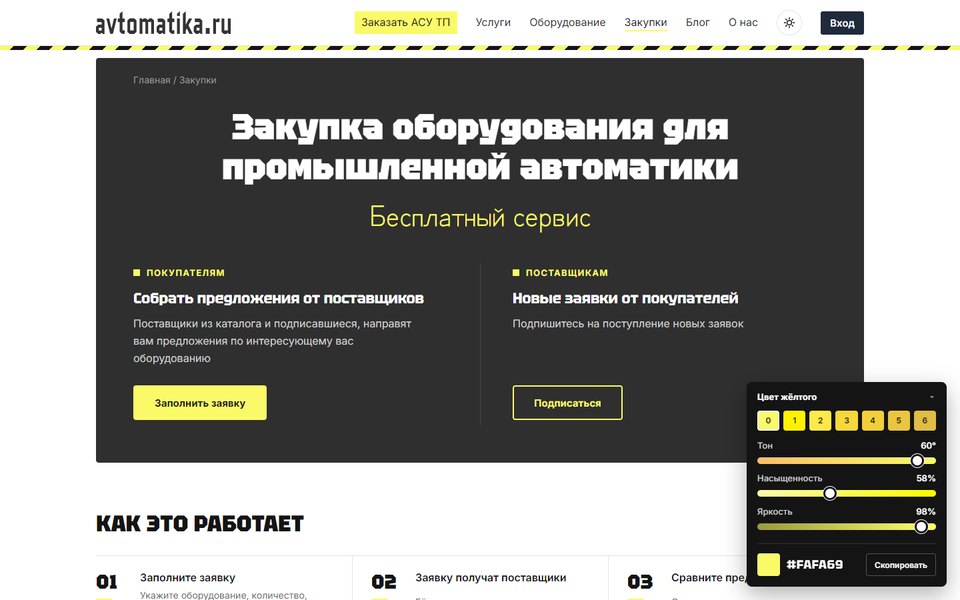 avtomatika.ru
Заказать АСУ ТП Услуги Оборудование Закупки Блог О нас Вход
Главная / Закупки
Закупка оборудования для
промышленной автоматики
Бесплатный сервис
ПОКУПАТЕЛЯМ
Собрать предложения от поставщиков
Поставщики из каталога и подписавшиеся, направят
вам предложения по интересующему вас
оборудованию
Заполнить заявку
ПОСТАВЩИКАМ
Новые заявки от покупателей
Подпишитесь на поступление новых заявок
Подписаться
Цвет жёлтого
0 1 2 3 4 5 6
Тон 60°
Насыщенность 58%
Яркость 98%
#FAFA69 Скопировать
КАК ЭТО РАБОТАЕТ
01 Заполните заявку
Укажите оборудование, количество,
02 Заявку получат поставщики
03 Сравните